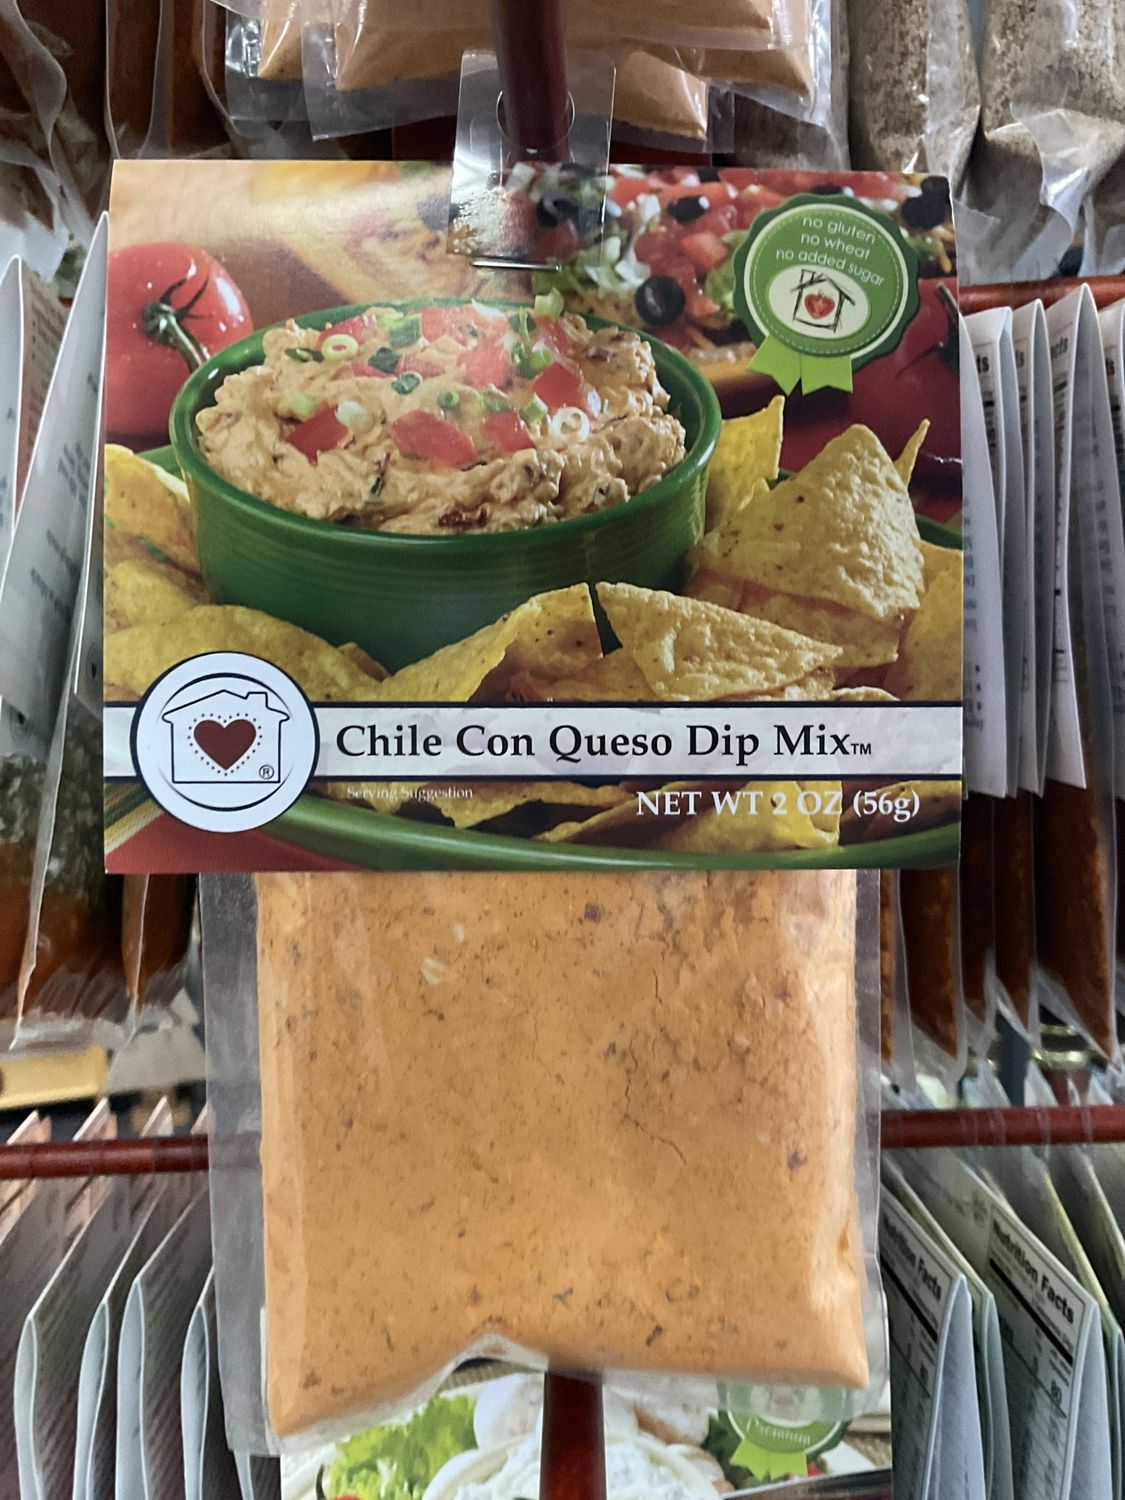 no gluten
no wheat
no added sugar
Chile Con Queso Dip Mix™
®
Serving Suggestion
NET WT 2 OZ (56g)
Nutrition Facts
Nutrition Facts
Premium